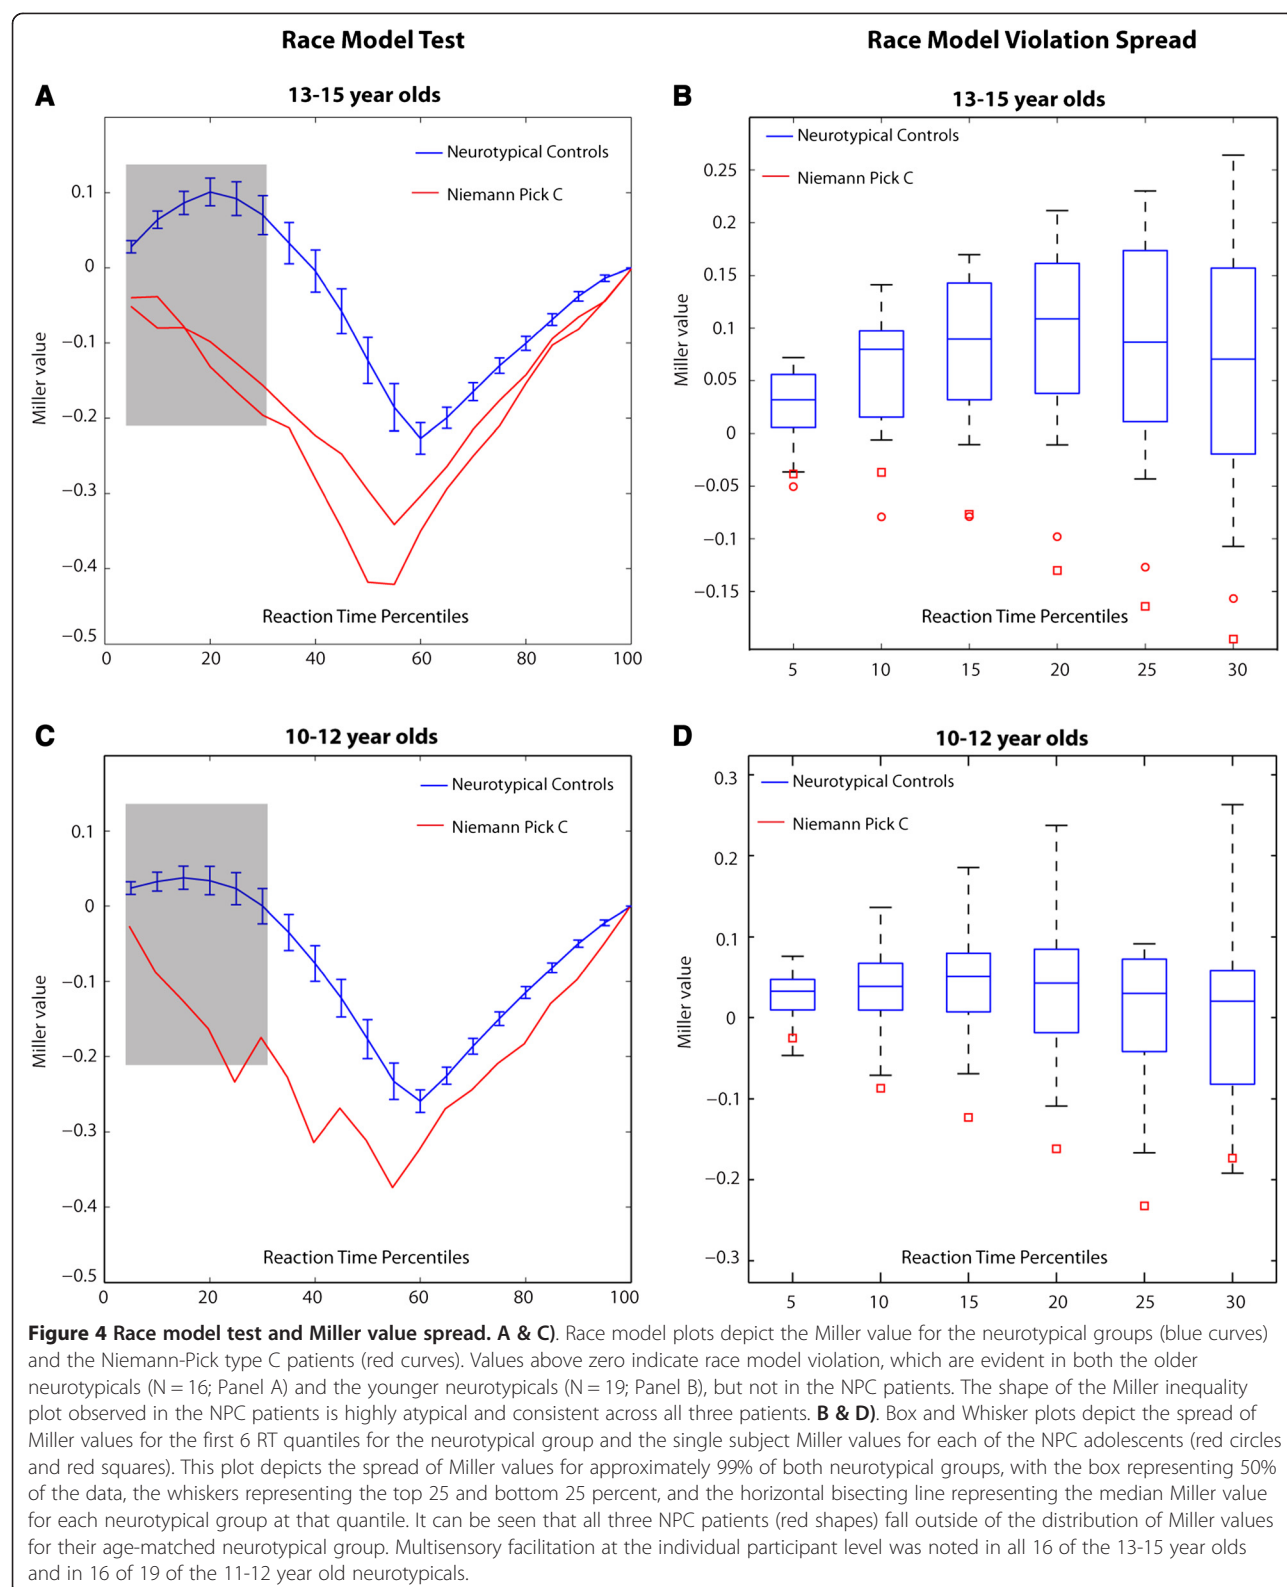 Race Model Test
Race Model Violation Spread
A
13-15 year olds
Neurotypical Controls
Niemann Pick C
0.1
0
−0.1
−0.2
−0.3
−0.4
−0.5
Miller value
Reaction Time Percentiles
0 20 40 60 80 100
B
13-15 year olds
Neurotypical Controls
Niemann Pick C
0.25
0.2
0.15
0.1
0.05
0
−0.05
−0.1
−0.15
Miller value
Reaction Time Percentiles
5 10 15 20 25 30
C
10-12 year olds
Neurotypical Controls
Niemann Pick C
0.1
0
−0.1
−0.2
−0.3
−0.4
−0.5
Miller value
Reaction Time Percentiles
0 20 40 60 80 100
D
10-12 year olds
Neurotypical Controls
Niemann Pick C
0.3
0.2
0.1
0
−0.1
−0.2
−0.3
Miller value
Reaction Time Percentiles
5 10 15 20 25 30
Figure 4 Race model test and Miller value spread. A & C). Race model plots depict the Miller value for the neurotypical groups (blue curves)
and the Niemann-Pick type C patients (red curves). Values above zero indicate race model violation, which are evident in both the older
neurotypicals (N = 16; Panel A) and the younger neurotypicals (N = 19; Panel B), but not in the NPC patients. The shape of the Miller inequality
plot observed in the NPC patients is highly atypical and consistent across all three patients. B & D). Box and Whisker plots depict the spread of
Miller values for the first 6 RT quantiles for the neurotypical group and the single subject Miller values for each of the NPC adolescents (red circles
and red squares). This plot depicts the spread of Miller values for approximately 99% of both neurotypical groups, with the box representing 50%
of the data, the whiskers representing the top 25 and bottom 25 percent, and the horizontal bisecting line representing the median Miller value
for each neurotypical group at that quantile. It can be seen that all three NPC patients (red shapes) fall outside of the distribution of Miller values
for their age-matched neurotypical group. Multisensory facilitation at the individual participant level was noted in all 16 of the 13-15 year olds
and in 16 of 19 of the 11-12 year old neurotypicals.